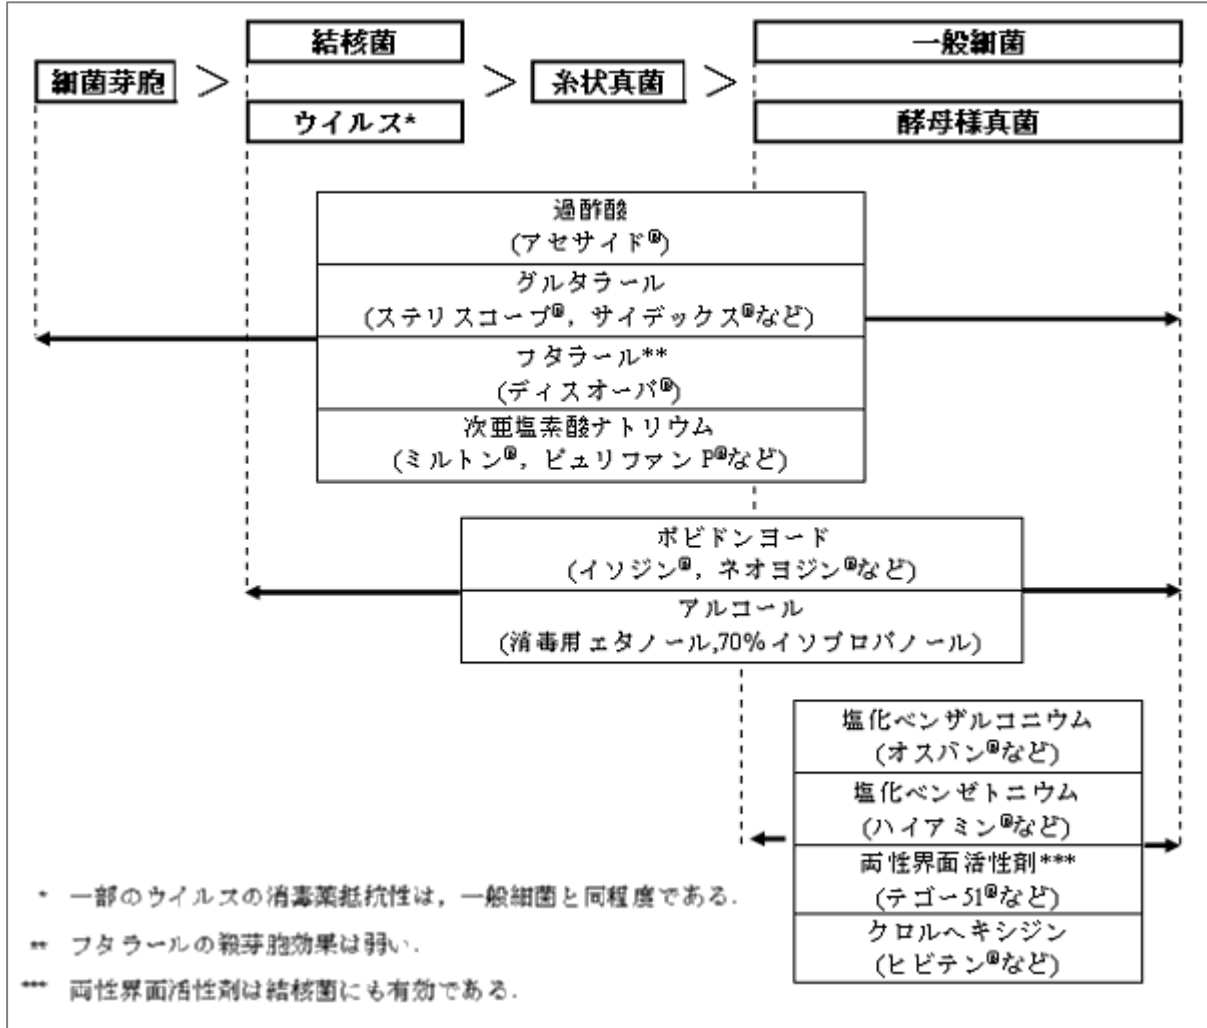 結核菌
一般細菌
細菌芽胞 > > 糸状真菌 >
ウイルス*
酵母様真菌
過酢酸
(アセサイド®)
グルタラール
(ステリスコープ®, サイデックス®など)
フタラール**
(ディスオーパ®)
次亜塩素酸ナトリウム
(ミルトン®, ピュリファン P®など)
ポビドンヨード
(イソジン®, ネオヨジン®など)
アルコール
(消毒用エタノール,70%イソプロパノール)
塩化ベンザルコニウム
(オスバン®など)
塩化ベンゼトニウム
(ハイアミン®など)
両性界面活性剤***
(テゴー51®など)
クロルヘキシジン
(ヒビテン®など)
* 一部のウイルスの消毒薬抵抗性は, 一般細菌と同程度である.
** フタラールの殺芽胞効果は弱い.
*** 両性界面活性剤は結核菌にも有効である.